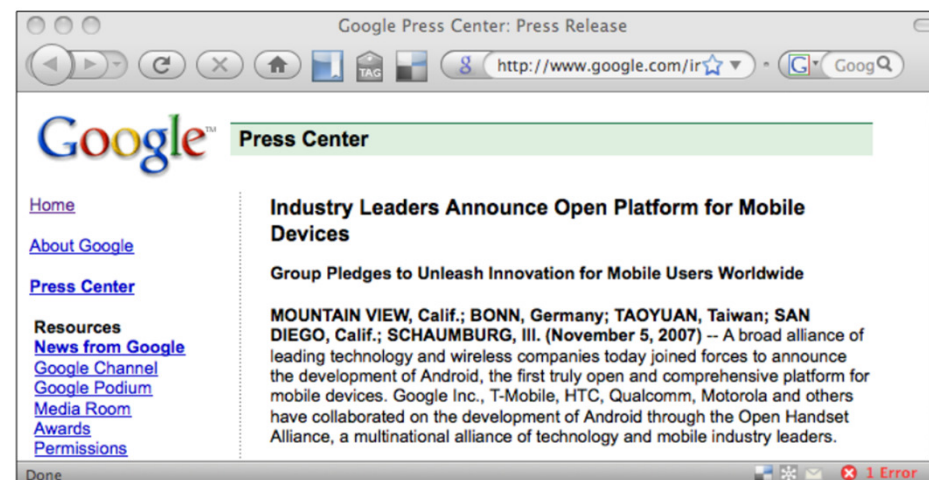 Google Press Center: Press Release
TAG
g
http://www.google.com/ir
G
Goog
Google™
Press Center
Home
About Google
Press Center
Resources
News from Google
Google Channel
Google Podium
Media Room
Awards
Permissions
Industry Leaders Announce Open Platform for Mobile
Devices
Group Pledges to Unleash Innovation for Mobile Users Worldwide
MOUNTAIN VIEW, Calif.; BONN, Germany; TAOYUAN, Taiwan; SAN
DIEGO, Calif.; SCHAUMBURG, Ill. (November 5, 2007) -- A broad alliance of
leading technology and wireless companies today joined forces to announce
the development of Android, the first truly open and comprehensive platform for
mobile devices. Google Inc., T-Mobile, HTC, Qualcomm, Motorola and others
have collaborated on the development of Android through the Open Handset
Alliance, a multinational alliance of technology and mobile industry leaders.
Done
1 Error